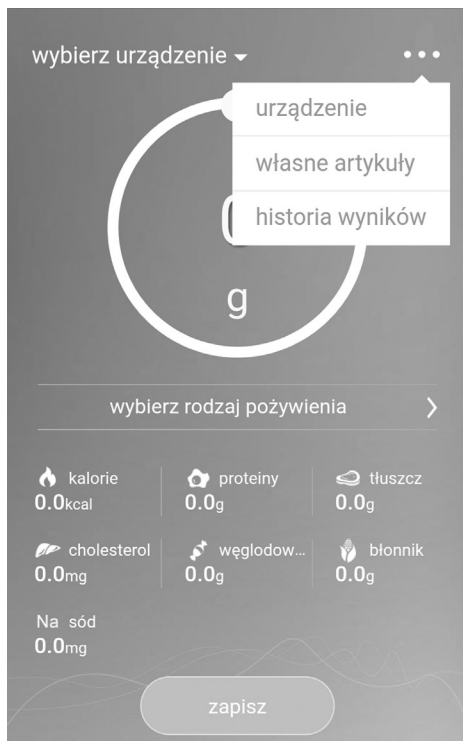 wybierz urządzenie
urządzenie
własne artykuły
historia wyników
g
wybierz rodzaj pożywienia
kalorie proteiny tłuszcz
0.0kcal 0.0g 0.0g
cholesterol węglodow... błonnik
0.0mg 0.0g 0.0g
Na sód
0.0mg
zapisz